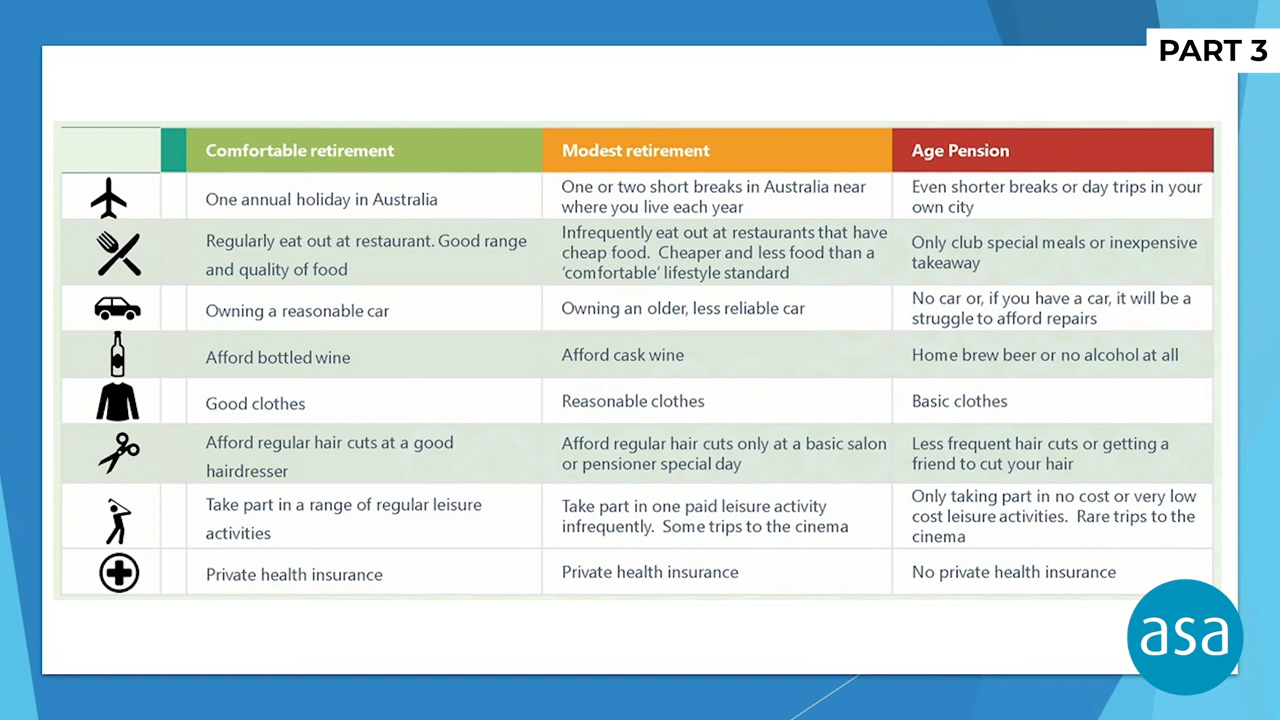 PART 3
Comfortable retirement
Modest retirement
Age Pension
One annual holiday in Australia
One or two short breaks in Australia near
where you live each year
Even shorter breaks or day trips in your
own city
Regularly eat out at restaurant. Good range
and quality of food
Infrequently eat out at restaurants that have
cheap food.  Cheaper and less food than a
‘comfortable’ lifestyle standard
Only club special meals or inexpensive
takeaway
Owning a reasonable car
Owning an older, less reliable car
No car or, if you have a car, it will be a
struggle to afford repairs
Afford bottled wine
Afford cask wine
Home brew beer or no alcohol at all
Good clothes
Reasonable clothes
Basic clothes
Afford regular hair cuts at a good
hairdresser
Afford regular hair cuts only at a basic salon
or pensioner special day
Less frequent hair cuts or getting a
friend to cut your hair
Take part in a range of regular leisure
activities
Take part in one paid leisure activity
infrequently.  Some trips to the cinema
Only taking part in no cost or very low
cost leisure activities.  Rare trips to the
cinema
Private health insurance
Private health insurance
No private health insurance
asa